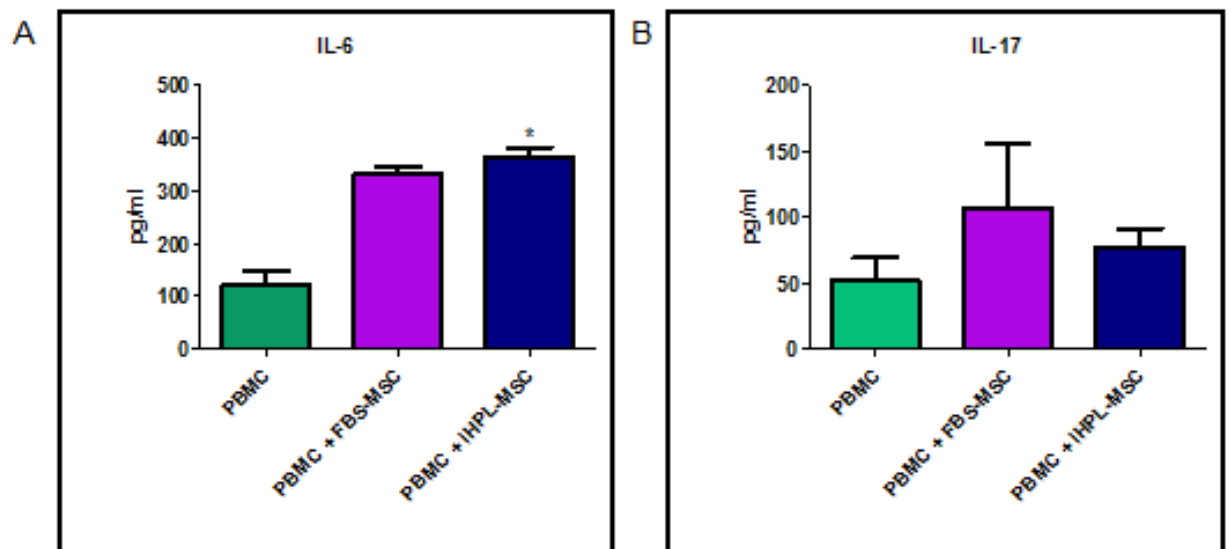 A
IL-6
500
400
300
200
100
0
pg/ml
*
PBMC
PBMC + FBS-MSC
PBMC + iHPL-MSC
B
IL-17
200
150
100
50
0
pg/ml
PBMC
PBMC + FBS-MSC
PBMC + iHPL-MSC